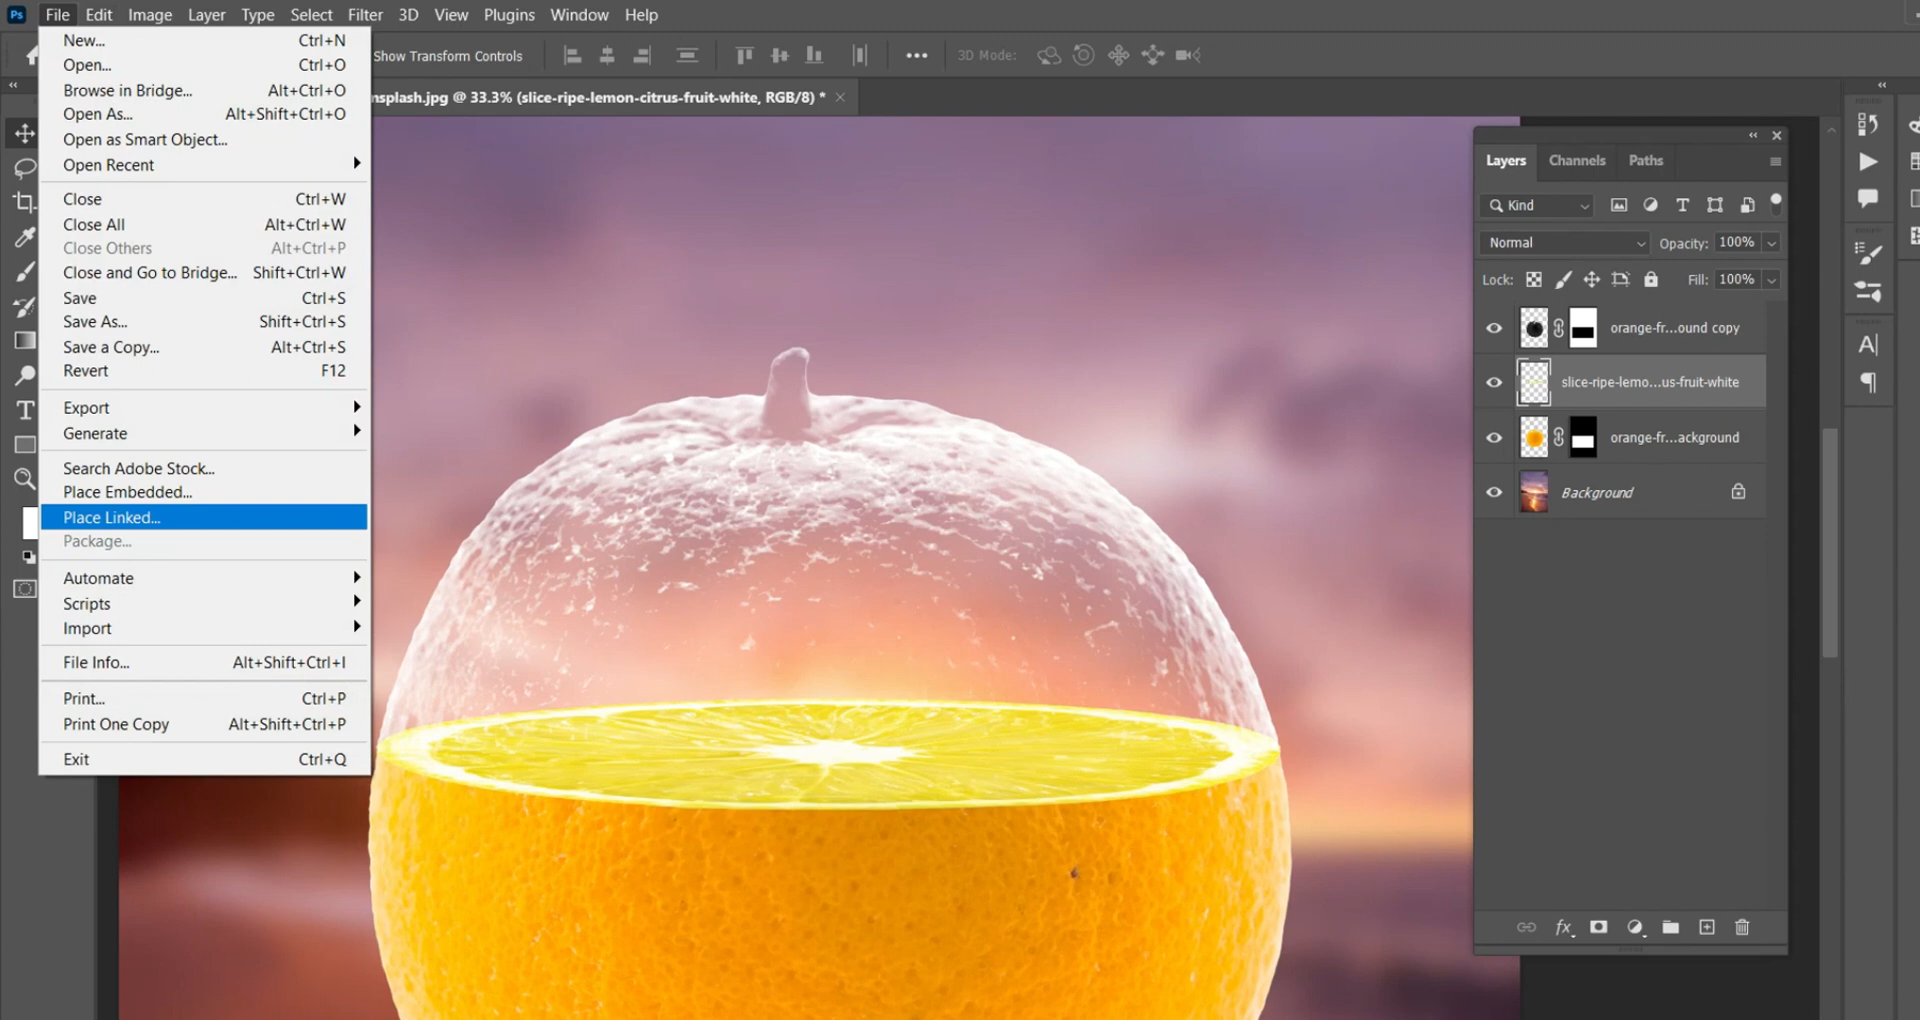 Ps File Edit Image Layer Type Select Filter 3D View Plugins Window Help
Show Transform Controls
3D Mode:
nsplash.jpg @ 33.3% (slice-ripe-lemon-citrus-fruit-white, RGB/8) *
New... Ctrl+N
Open... Ctrl+O
Browse in Bridge... Alt+Ctrl+O
Open As... Alt+Shift+Ctrl+O
Open as Smart Object...
Open Recent
Close Ctrl+W
Close All Alt+Ctrl+W
Close Others Alt+Ctrl+P
Close and Go to Bridge... Shift+Ctrl+W
Save Ctrl+S
Save As... Shift+Ctrl+S
Save a Copy... Alt+Ctrl+S
Revert F12
Export
Generate
Search Adobe Stock...
Place Embedded...
Place Linked...
Package...
Automate
Scripts
Import
File Info... Alt+Shift+Ctrl+I
Print... Ctrl+P
Print One Copy Alt+Shift+Ctrl+P
Exit Ctrl+Q
Layers Channels Paths
Kind
Normal Opacity: 100%
Lock: Fill: 100%
orange-fr...ound copy
slice-ripe-lemo...us-fruit-white
orange-fr...ackground
Background
fx